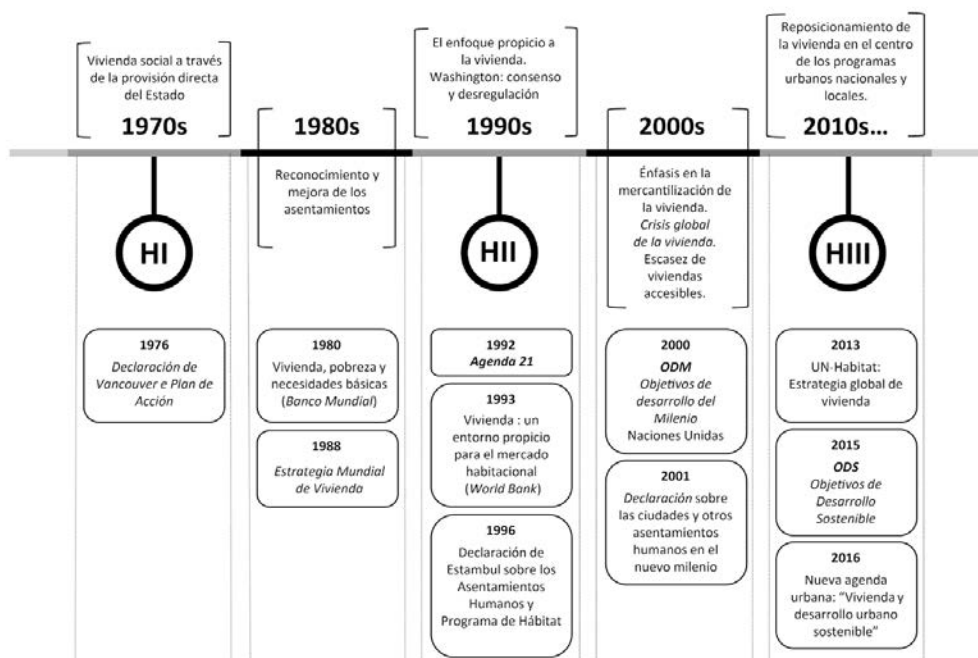 Vivienda social a través
de la provisión directa
del Estado
1970s
HI
1976
Declaración de
Vancouver e Plan de
Acción
1980s
Reconocimiento y
mejora de los
asentamientos
1980
Vivienda, pobreza y
necesidades básicas
(Banco Mundial)
1988
Estrategia Mundial
de Vivienda
El enfoque propicio a
la vivienda.
Washington: consenso
y desregulación
1990s
HII
1992
Agenda 21
1993
Vivienda : un
entorno propicio
para el mercado
habitacional
(World Bank)
1996
Declaración de
Estambul sobre los
Asentamientos
Humanos y
Programa de Hábitat
2000s
Énfasis en la
mercantilización de
la vivienda.
Crisis global
de la vivienda.
Escasez de
viviendas
accesibles.
2000
ODM
Objetivos de
desarrollo del
Milenio
Naciones Unidas
2001
Declaración sobre
las ciudades y otros
asentamientos
humanos en el
nuevo milenio
Reposicionamiento de
la vivienda en el centro
de los programas
urbanos nacionales y
locales.
2010s...
HIII
2013
UN-Habitat:
Estrategia global de
vivienda
2015
ODS
Objetivos de
Desarrollo
Sostenible
2016
Nueva agenda
urbana: “Vivienda y
desarrollo urbano
sostenible”